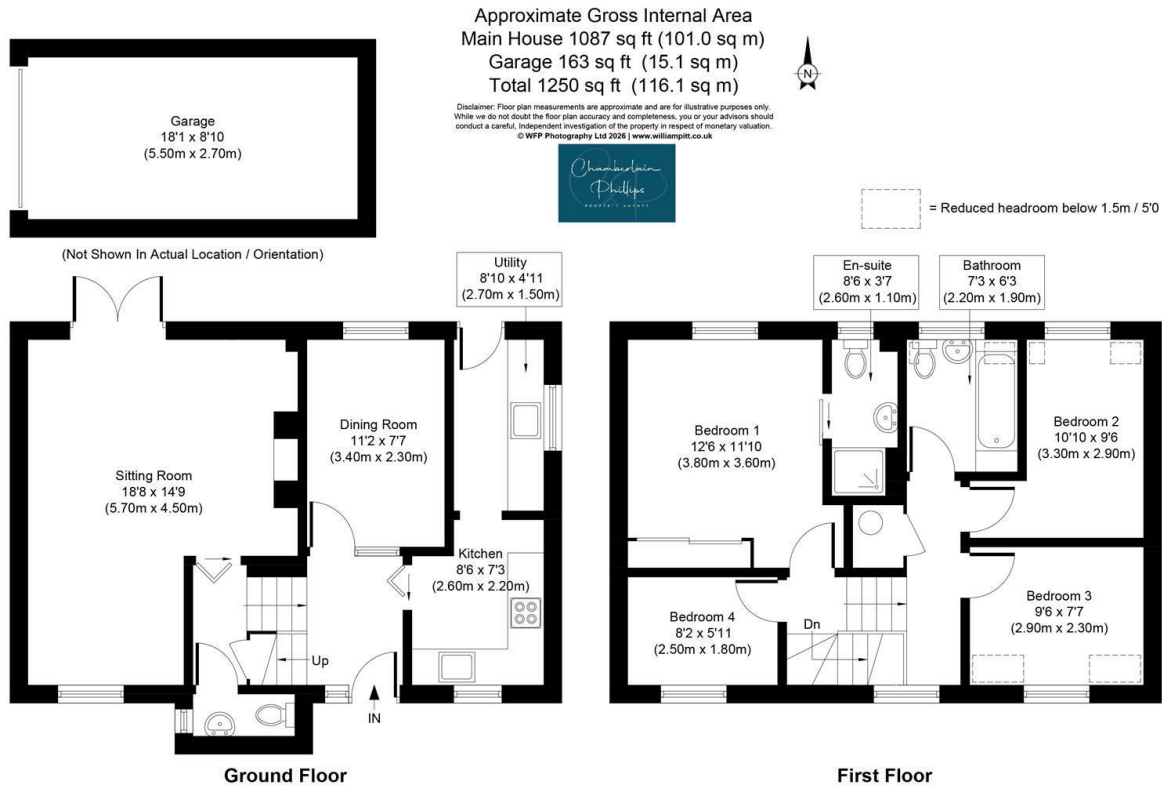 Approximate Gross Internal Area
Main House 1087 sq ft (101.0 sq m)
Garage 163 sq ft (15.1 sq m)
Total 1250 sq ft (116.1 sq m)
Disclaimer: Floor plan measurements are approximate and are for illustrative purposes only.
While we do not doubt the floor plan accuracy and completeness, you or your advisors should
conduct a careful, Independent investigation of the property in respect of monetary valuation.
© WFP Photography Ltd 2026 | www.williampitt.co.uk
N
Chamberlain
Phillips
PROPERTY AGENTS
= Reduced headroom below 1.5m / 5'0
Garage
18'1 x 8'10
(5.50m x 2.70m)
(Not Shown In Actual Location / Orientation)
Utility
8'10 x 4'11
(2.70m x 1.50m)
Dining Room
11'2 x 7'7
(3.40m x 2.30m)
Sitting Room
18'8 x 14'9
(5.70m x 4.50m)
Kitchen
8'6 x 7'3
(2.60m x 2.20m)
Up
IN
Ground Floor
En-suite
8'6 x 3'7
(2.60m x 1.10m)
Bathroom
7'3 x 6'3
(2.20m x 1.90m)
Bedroom 1
12'6 x 11'10
(3.80m x 3.60m)
Bedroom 2
10'10 x 9'6
(3.30m x 2.90m)
Bedroom 3
9'6 x 7'7
(2.90m x 2.30m)
Bedroom 4
8'2 x 5'11
(2.50m x 1.80m)
Dn
First Floor